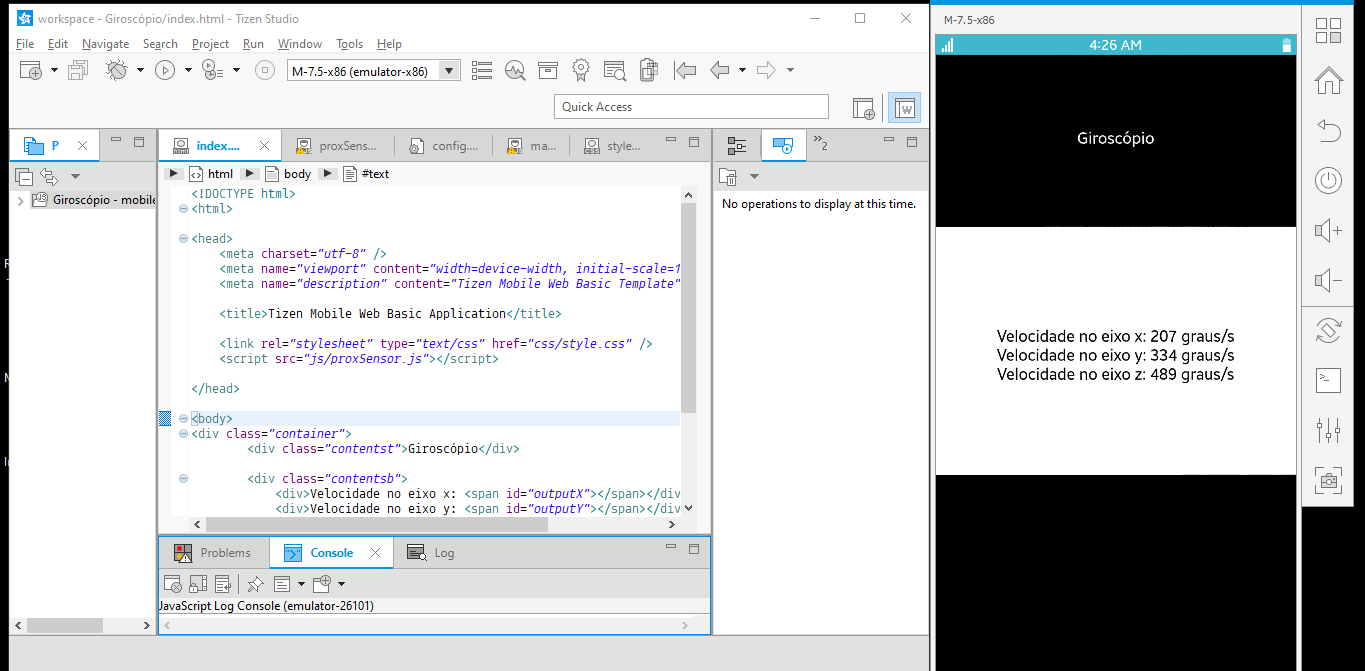 workspace - Giroscópio/index.html - Tizen Studio
File Edit Navigate Search Project Run Window Tools Help
M-7.5-x86 (emulator-x86)
Quick Access
P
index.... proxSens... config.... ma... style...
»2
html body #text
Giroscópio - mobile
<!DOCTYPE html>
<html>
<head>
<meta charset="utf-8" />
<meta name="viewport" content="width=device-width, initial-scale=1
<meta name="description" content="Tizen Mobile Web Basic Template"
<title>Tizen Mobile Web Basic Application</title>
<link rel="stylesheet" type="text/css" href="css/style.css" />
<script src="js/proxSensor.js"></script>
</head>
<body>
<div class="container">
<div class="contentst">Giroscópio</div>
<div class="contentsb">
<div>Velocidade no eixo x: <span id="outputX"></span></div
<div>Velocidade no eixo y: <span id="outputY"></span></div
No operations to display at this time.
Problems Console Log
JavaScript Log Console (emulator-26101)
M-7.5-x86
4:26 AM
Giroscópio
Velocidade no eixo x: 207 graus/s
Velocidade no eixo y: 334 graus/s
Velocidade no eixo z: 489 graus/s